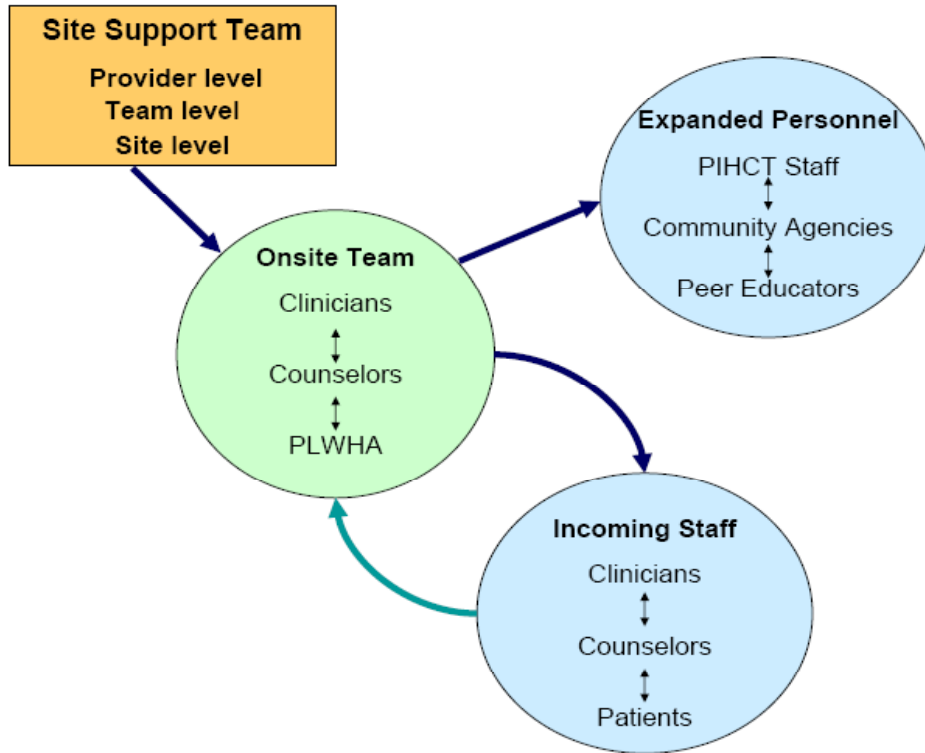 Site Support Team
Provider level
Team level
Site level
Expanded Personnel
PIHCT Staff
Community Agencies
Peer Educators
Onsite Team
Clinicians
Counselors
PLWHA
Incoming Staff
Clinicians
Counselors
Patients